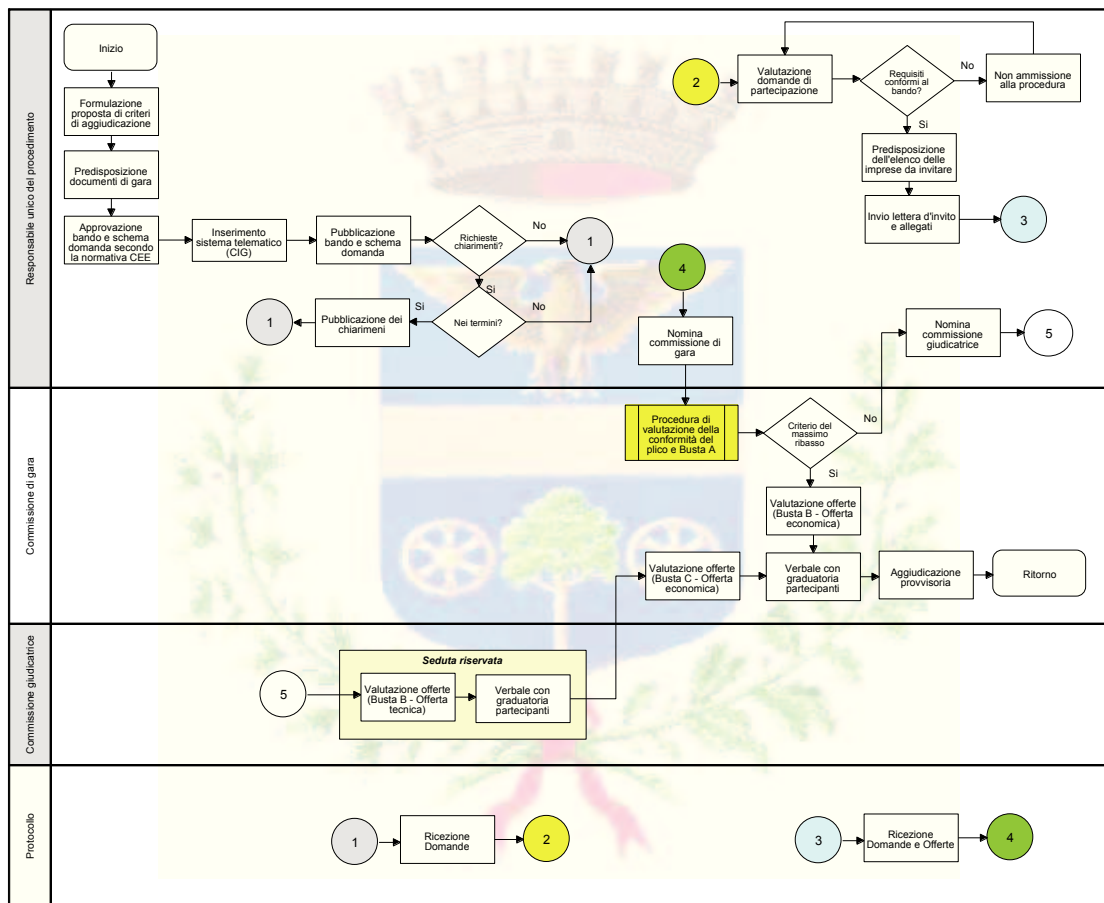 Responsabile unico del procedimento
Inizio
Formulazione
proposta di criteri
di aggiudicazione
Predisposizione
documenti di gara
Approvazione
bando e schema
domanda secondo
la normativa CEE
Inserimento
sistema telematico
(CIG)
Pubblicazione
bando e schema
domanda
Richieste
chiarimenti?
No
1
Si
Nei termini?
No
Si
Pubblicazione dei
chiarimeni
1
2
Valutazione
domande di
partecipazione
Requisiti
conformi al
bando?
No
Non ammissione
alla procedura
Si
Predisposizione
dell'elenco delle
imprese da invitare
Invio lettera d'invito
e allegati
3
4
Nomina
commissione di
gara
Nomina
commissione
giudicatrice
5
Commissione di gara
Procedura di
valutazione della
conformità del
plico e Busta A
Criterio del
massimo
ribasso
No
Si
Valutazione offerte
(Busta B - Offerta
economica)
Valutazione offerte
(Busta C - Offerta
economica)
Verbale con
graduatoria
partecipanti
Aggiudicazione
provvisoria
Ritorno
Commissione giudicatrice
Seduta riservata
5
Valutazione offerte
(Busta B - Offerta
tecnica)
Verbale con
graduatoria
partecipanti
Protocollo
1
Ricezione
Domande
2
3
Ricezione
Domande e Offerte
4